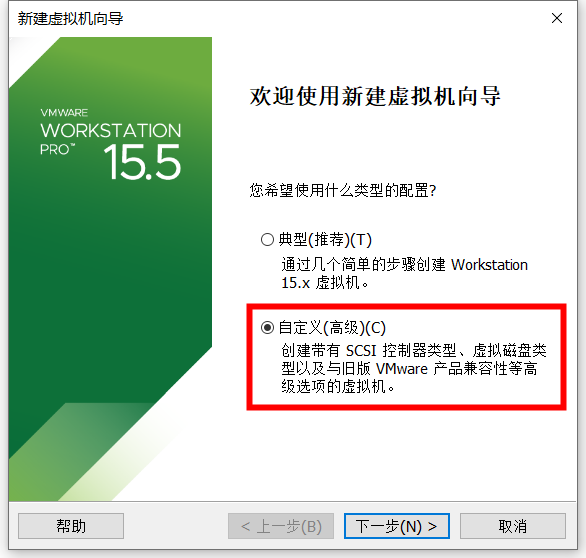 新建虚拟机向导
VMWARE
WORKSTATION
PRO™
15.5
欢迎使用新建虚拟机向导
您希望使用什么类型的配置?
典型(推荐)(T)
通过几个简单的步骤创建 Workstation
15.x 虚拟机。
自定义(高级)(C)
创建带有 SCSI 控制器类型、虚拟磁盘类
型以及与旧版 VMware 产品兼容性等高
级选项的虚拟机。
帮助
< 上一步(B)
下一步(N) >
取消